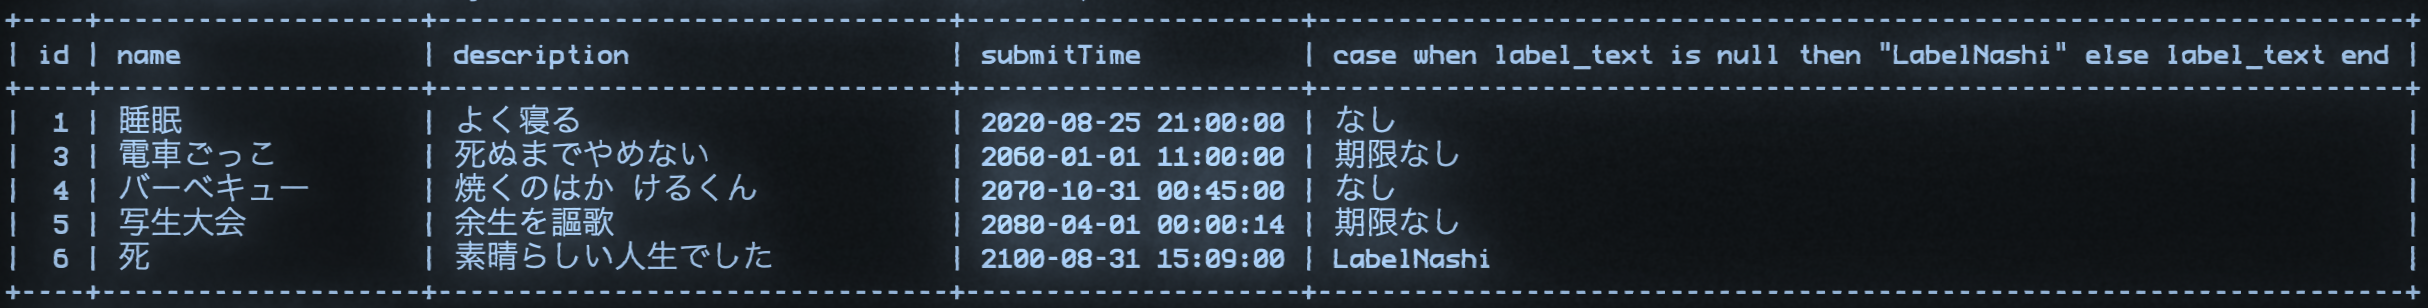 +----+--------------------+--------------------------------+---------------------+--------------------------------------------------------------------+
| id | name | description | submitTime | case when label_text is null then "LabelNashi" else label_text end |
+----+--------------------+--------------------------------+---------------------+--------------------------------------------------------------------+
| 1 | 睡眠 | よく寝る | 2020-08-25 21:00:00 | なし |
| 3 | 電車ごっこ | 死ぬまでやめない | 2060-01-01 11:00:00 | 期限なし |
| 4 | バーベキュー | 焼くのはか けるくん | 2070-10-31 00:45:00 | なし |
| 5 | 写生大会 | 余生を謳歌 | 2080-04-01 00:00:14 | 期限なし |
| 6 | 死 | 素晴らしい人生でした | 2100-08-31 15:09:00 | LabelNashi |
+----+--------------------+--------------------------------+---------------------+--------------------------------------------------------------------+